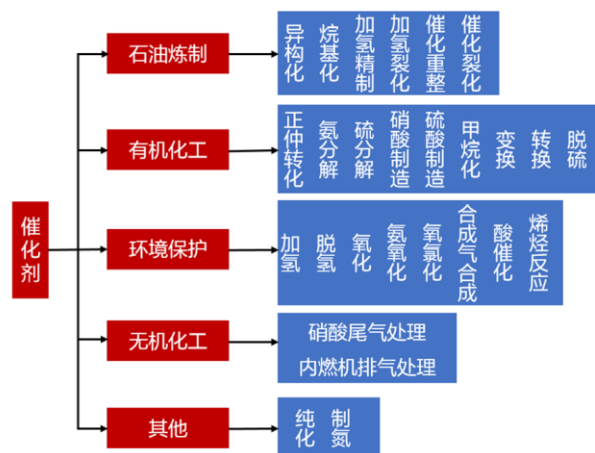 催化剂
石油炼制
异构化
烷基化
加氢精制
加氢裂化
催化重整
催化裂化
有机化工
正仲转化
氨分解
硫分解
硝酸制造
硫酸制造
甲烷化
变换
转换
脱硫
环境保护
加氢
脱氢
氧化
氨氧化
氧氯化
合成气合成
酸催化
烯烃反应
无机化工
硝酸尾气处理
内燃机排气处理
其他
纯化
制氮